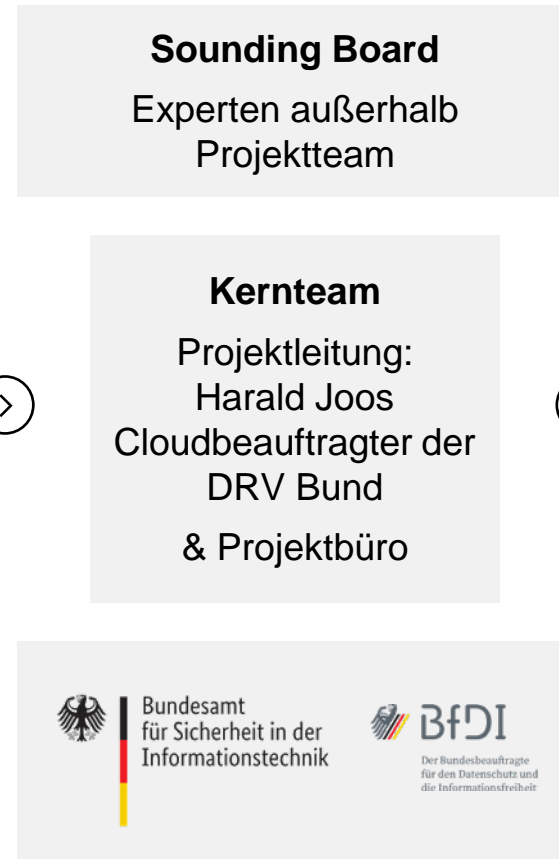 Sounding Board
Experten außerhalb
Projektteam
Kernteam
Projektleitung:
Harald Joos
Cloudbeauftragter der
DRV Bund
& Projektbüro
Bundesamt
für Sicherheit in der
Informationstechnik
BfDI
Der Bundesbeauftragte
für den Datenschutz und
die Informationsfreiheit